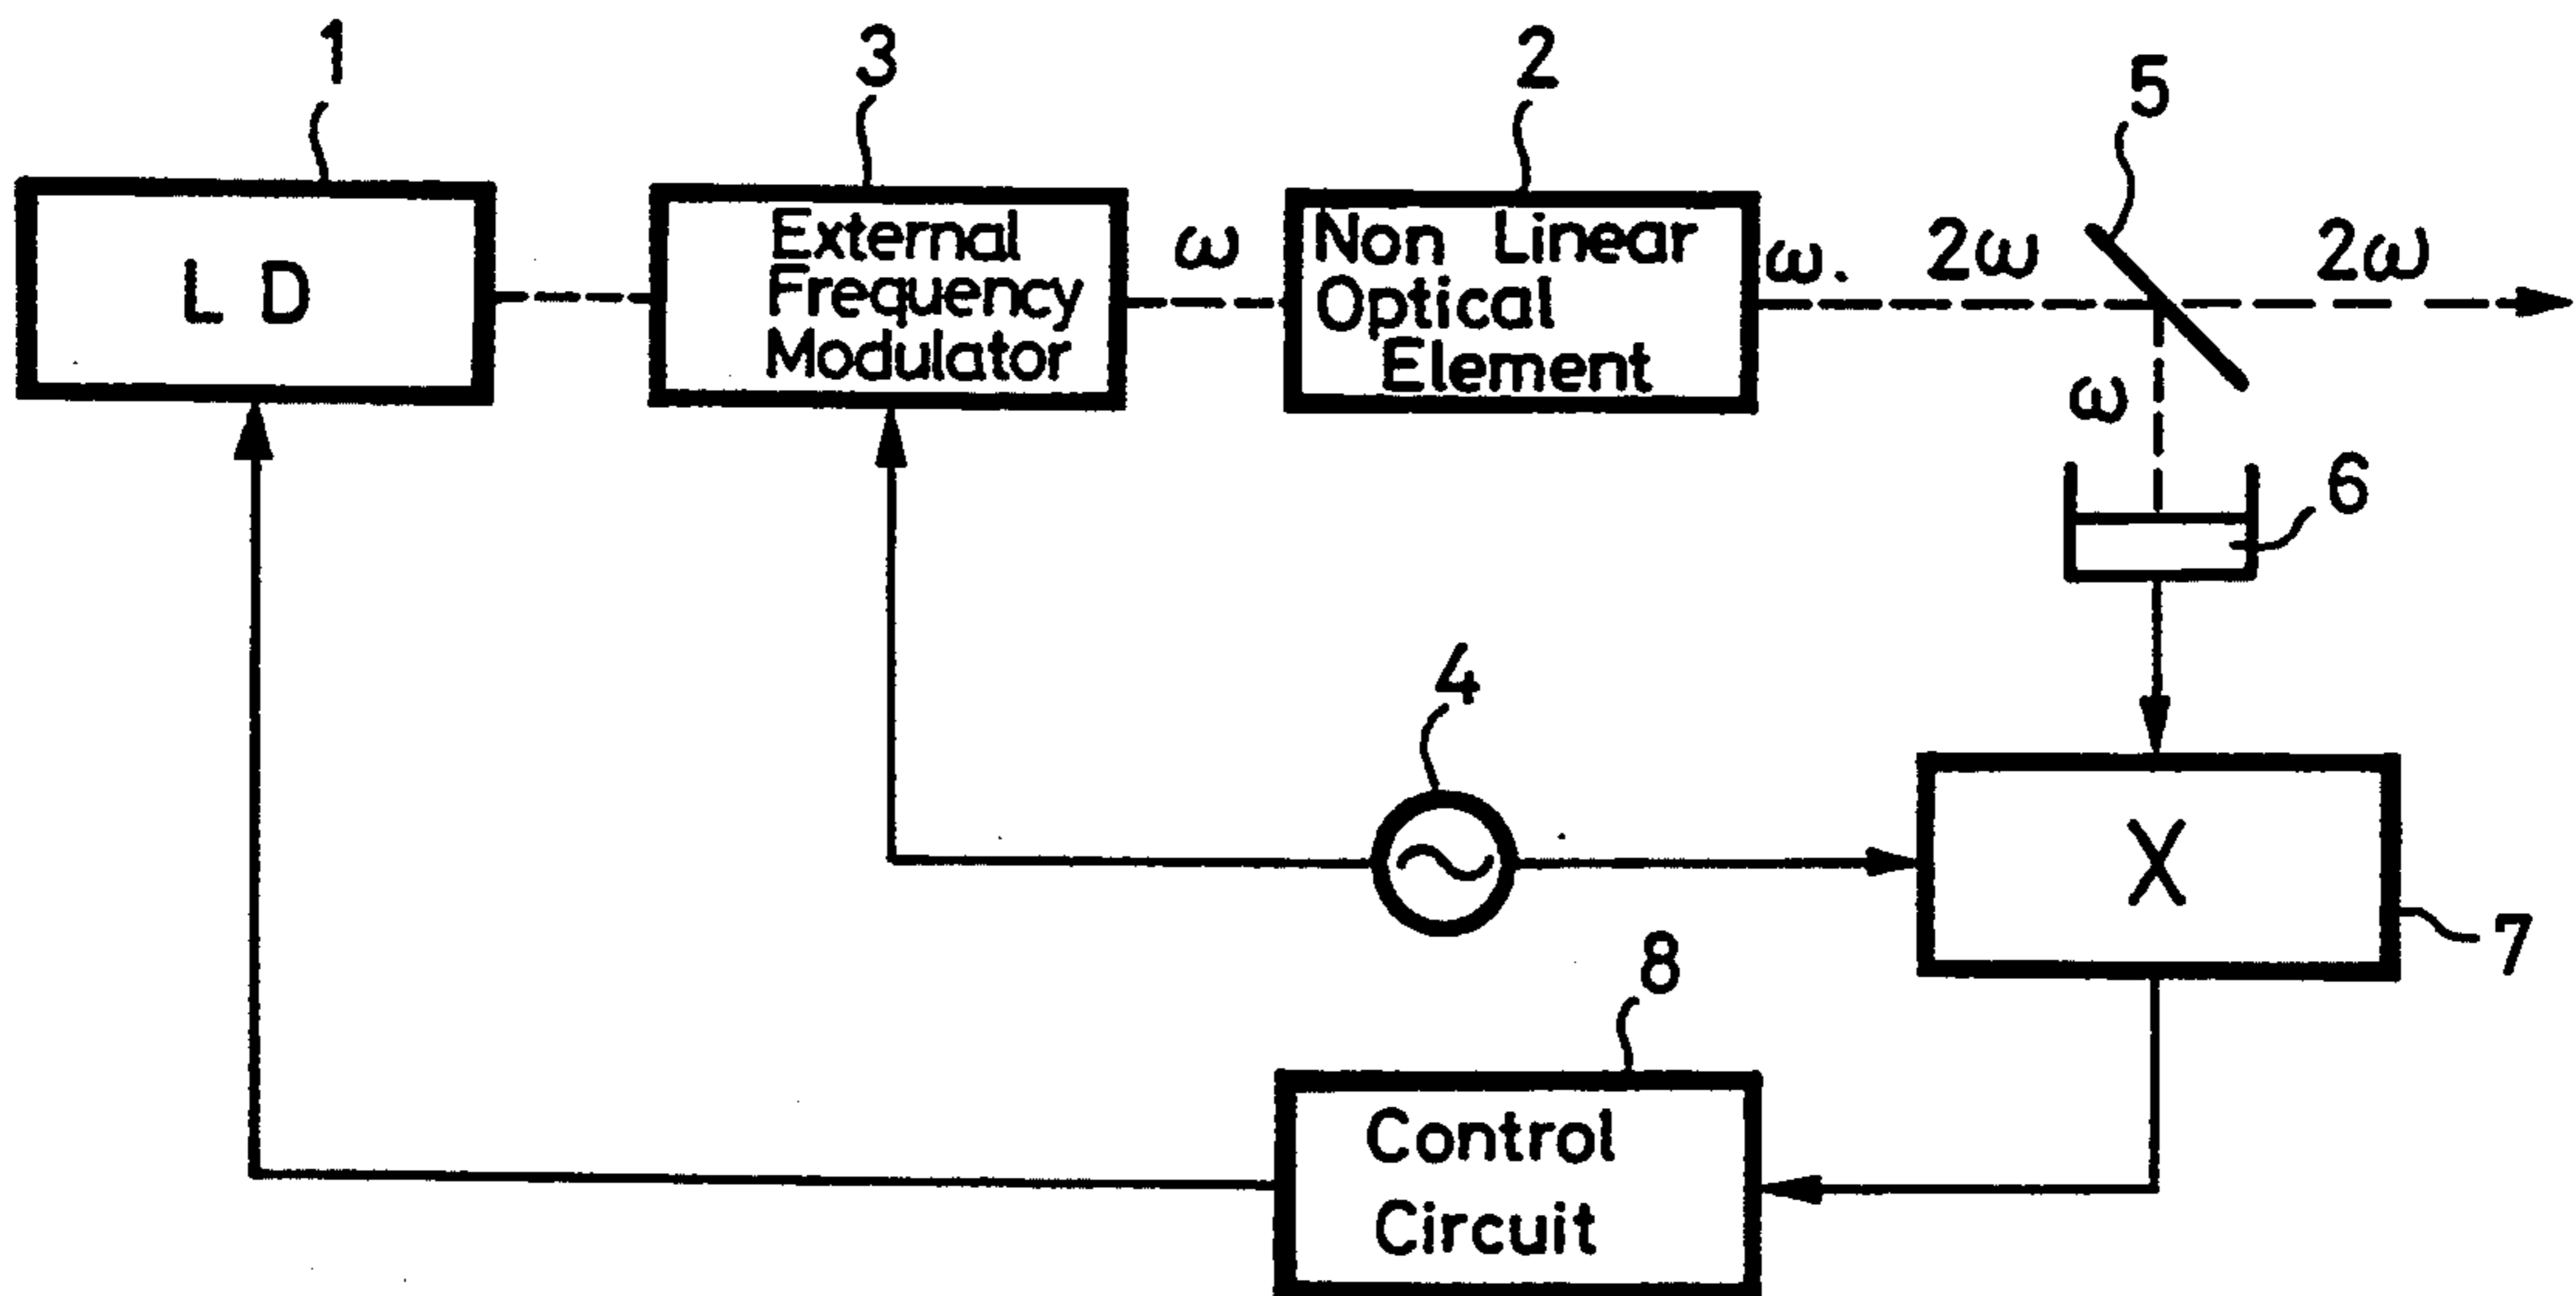 1
3
2
5
L D
External
Frequency
Modulator
ω
Non Linear
Optical
Element
ω. 2ω
2ω
ω
6
4
X
7
8
Control
Circuit